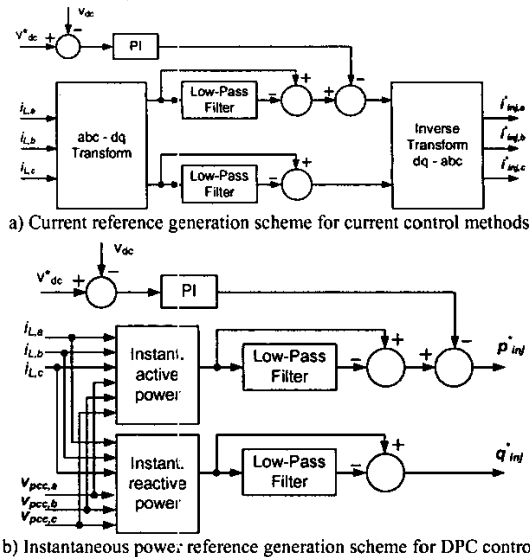 v_dc
v*_dc + −
PI
+ −
i_L,a
i_L,b
i_L,c
abc - dq
Transform
Low-Pass
Filter
− +
Low-Pass
Filter
− +
Inverse
Transform
dq - abc
i*_inj,a
i*_inj,b
i*_inj,c
a) Current reference generation scheme for current control methods
v_dc
v*_dc + −
PI
i_L,a
i_L,b
i_L,c
Instant.
active
power
Low-Pass
Filter
− + + −
p*_inj
Instant.
reactive
power
Low-Pass
Filter
− +
q*_inj
v_pcc,a
v_pcc,b
v_pcc,c
b) Instantaneous power reference generation scheme for DPC control